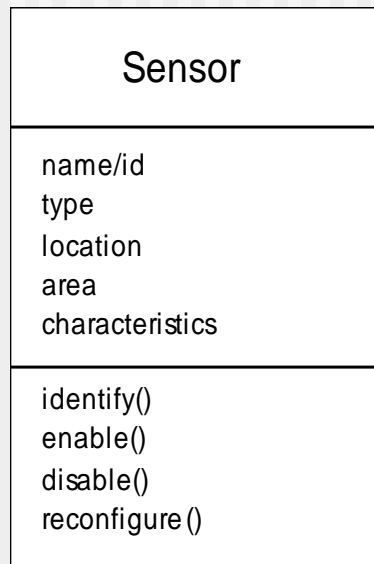 Sensor
name/id
type
location
area
characteristics
identify()
enable()
disable()
reconfigure()